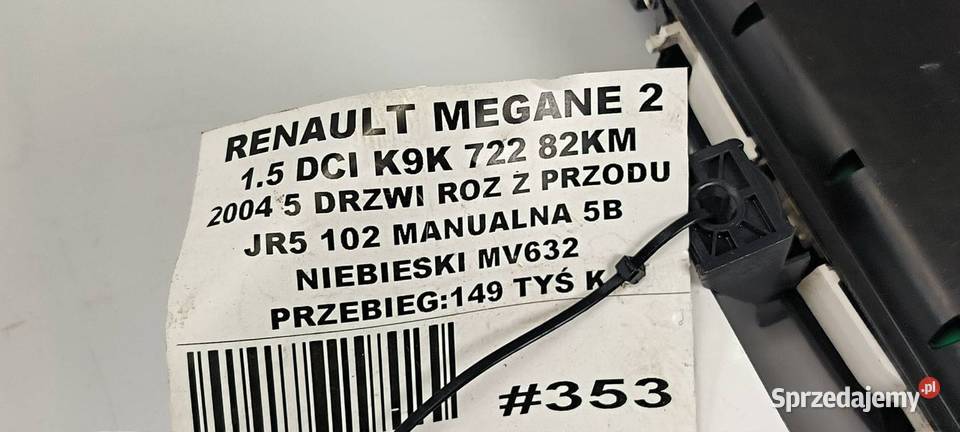 RENAULT MEGANE 2
1.5 DCI K9K 722 82KM
2004 5 DRZWI ROZ Z PRZODU
JR5 102 MANUALNA 5B
NIEBIESKI MV632
PRZEBIEG:149 TYŚ K
#353
Sprzedajemy.pl